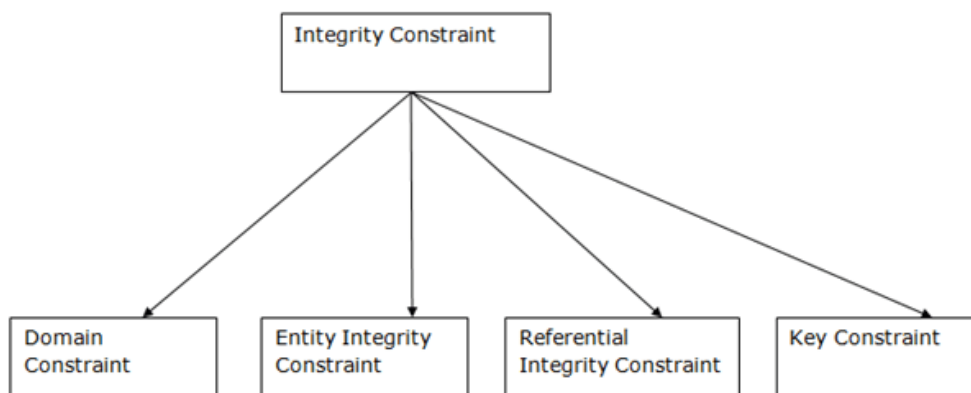 Integrity Constraint
Domain
Constraint
Entity Integrity
Constraint
Referential
Integrity Constraint
Key Constraint